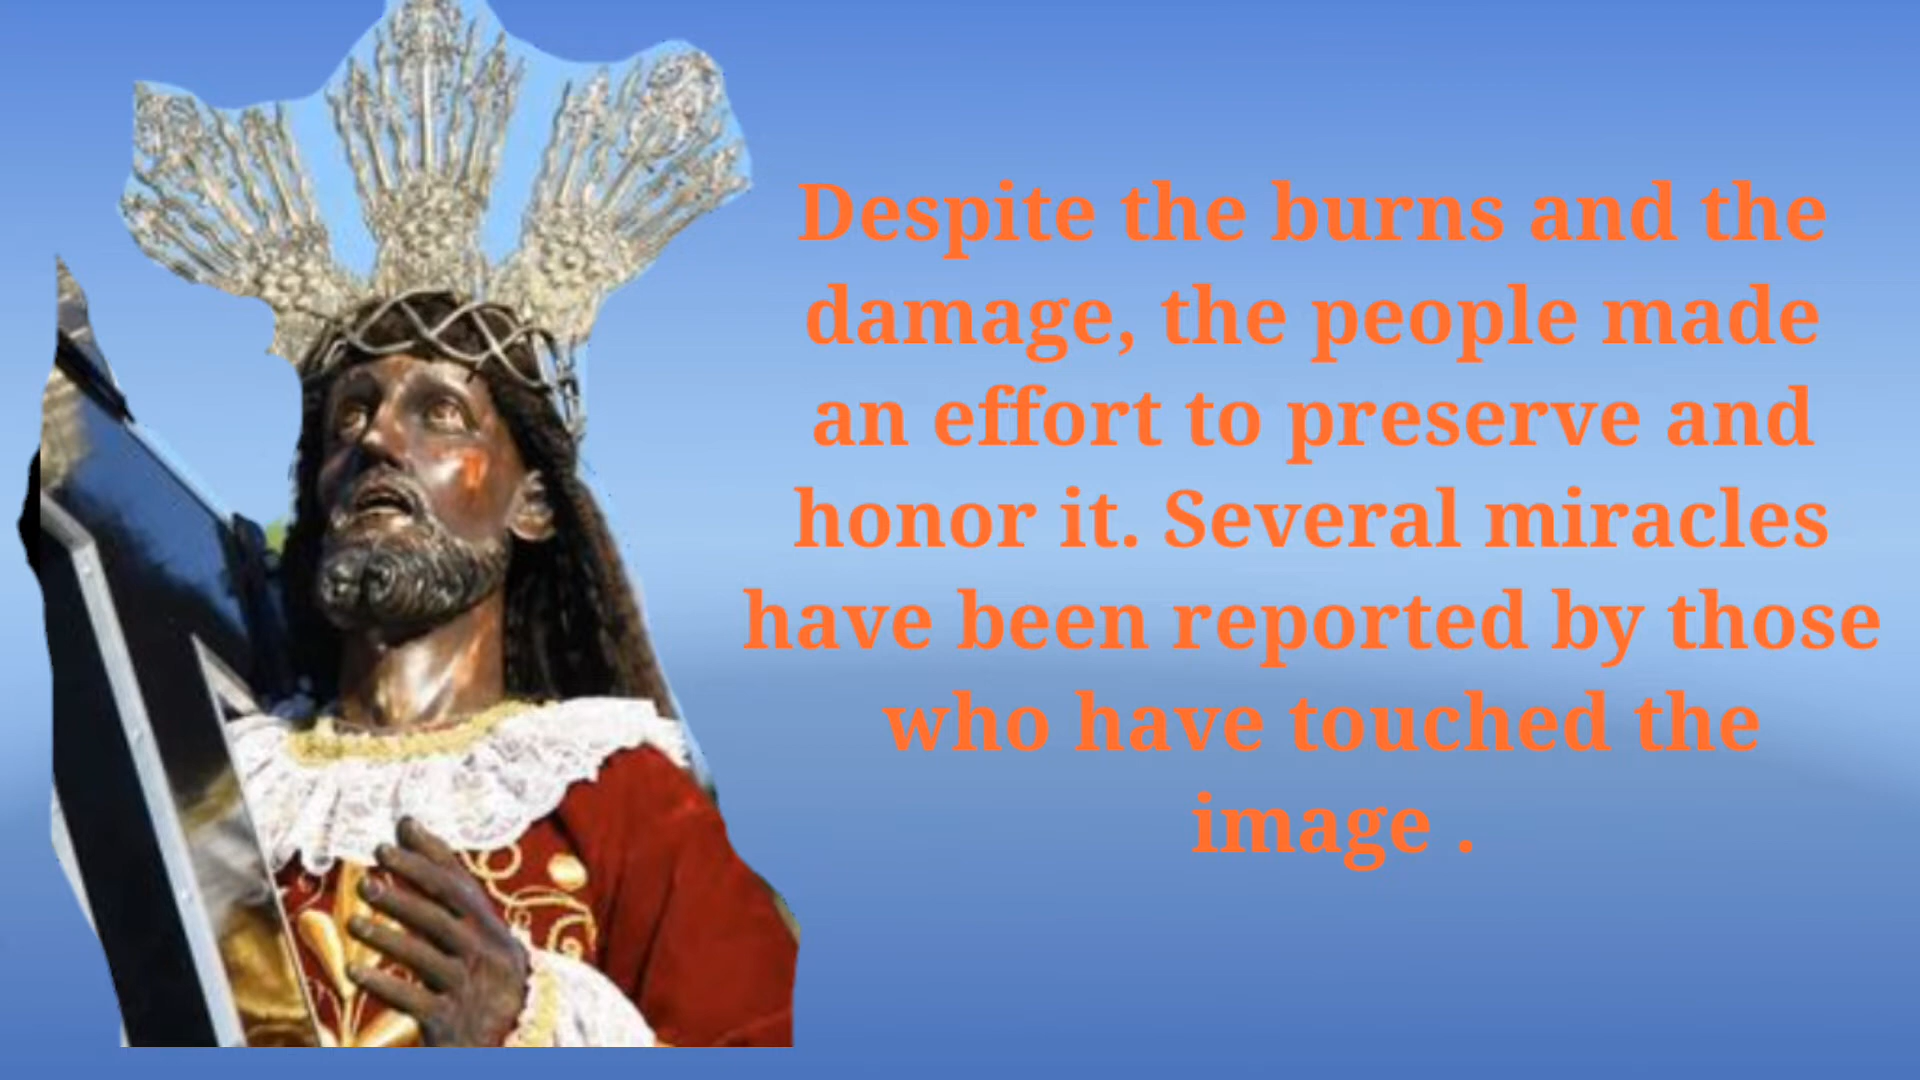 Despite the burns and the
damage, the people made
an effort to preserve and
honor it. Several miracles
have been reported by those
who have touched the
image .